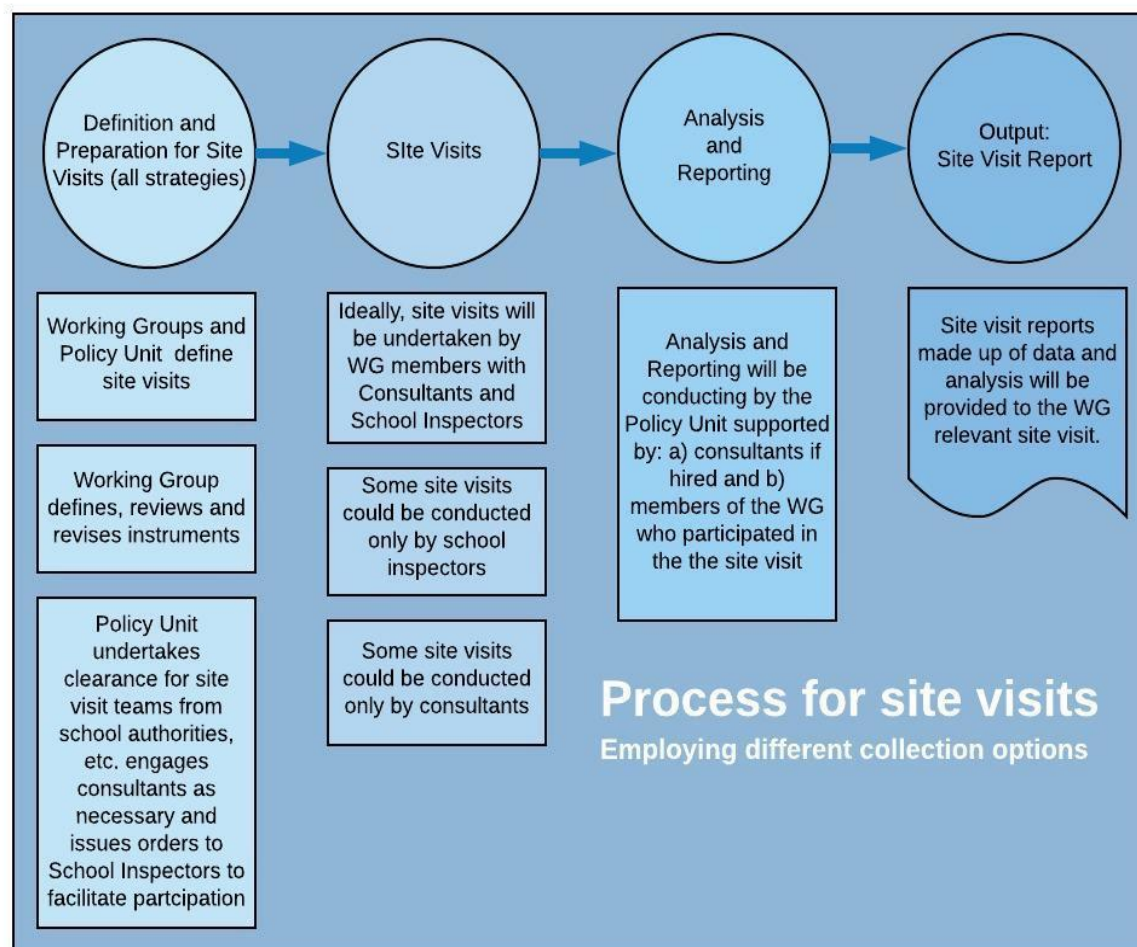 Definition and
Preparation for Site
Visits (all strategies)
SIte Visits
Analysis
and
Reporting
Output:
Site Visit Report
Working Groups and
Policy Unit define
site visits
Working Group
defines, reviews and
revises instruments
Policy Unit
undertakes
clearance for site
visit teams from
school authorities,
etc. engages
consultants as
necessary and
issues orders to
School Inspectors to
facilitate partcipation
Ideally, site visits will
be undertaken by
WG members with
Consultants and
School Inspectors
Some site visits
could be conducted
only by school
inspectors
Some site visits
could be conducted
only by consultants
Analysis and
Reporting will be
conducting by the
Policy Unit supported
by: a) consultants if
hired and b)
members of the WG
who participated in
the the site visit
Site visit reports
made up of data and
analysis will be
provided to the WG
relevant site visit.
Process for site visits
Employing different collection options